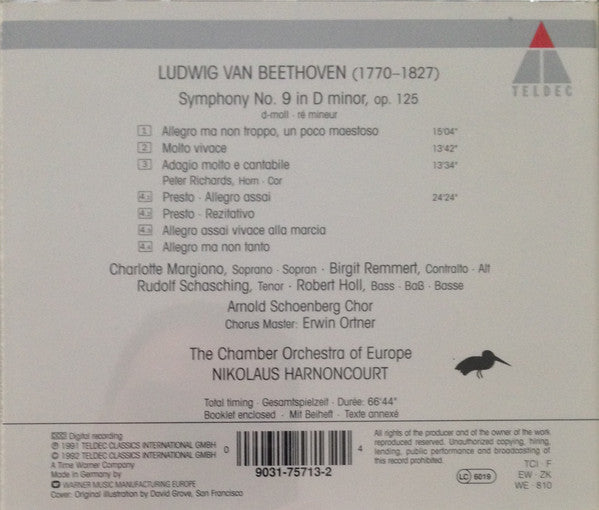 TELDEC
LUDWIG VAN BEETHOVEN (1770–1827)
Symphony No. 9 in D minor, op. 125
d-moll · ré mineur
1 Allegro ma non troppo, un poco maestoso 15'04"
2 Molto vivace 13'42"
3 Adagio molto e cantabile 13'34"
Peter Richards, Horn · Cor
4.1 Presto · Allegro assai 24'24"
4.2 Presto · Rezitativo
4.3 Allegro assai vivace alla marcia
4.4 Allegro ma non tanto
Charlotte Margiono, Soprano · Sopran · Birgit Remmert, Contralto · Alt
Rudolf Schasching, Tenor · Robert Holl, Bass · Baß · Basse
Arnold Schoenberg Chor
Chorus Master: Erwin Ortner
The Chamber Orchestra of Europe
NIKOLAUS HARNONCOURT
Total timing · Gesamtspielzeit · Durée: 66'44"
Booklet enclosed · Mit Beiheft · Texte annexé
DDD Digital recording
℗ 1991 TELDEC CLASSICS INTERNATIONAL GMBH
© 1992 TELDEC CLASSICS INTERNATIONAL GMBH
A Time Warner Company
Made in Germany by
WARNER MUSIC MANUFACTURING EUROPE
Cover: Original illustration by David Grove, San Francisco
0 4
9031-75713-2
All rights of the producer and of the owner of the work
reproduced reserved. Unauthorized copying, hiring,
lending, public performance and broadcasting of
this record prohibited.
LC 6019
TCI · F
EW · ZK
WE · 810